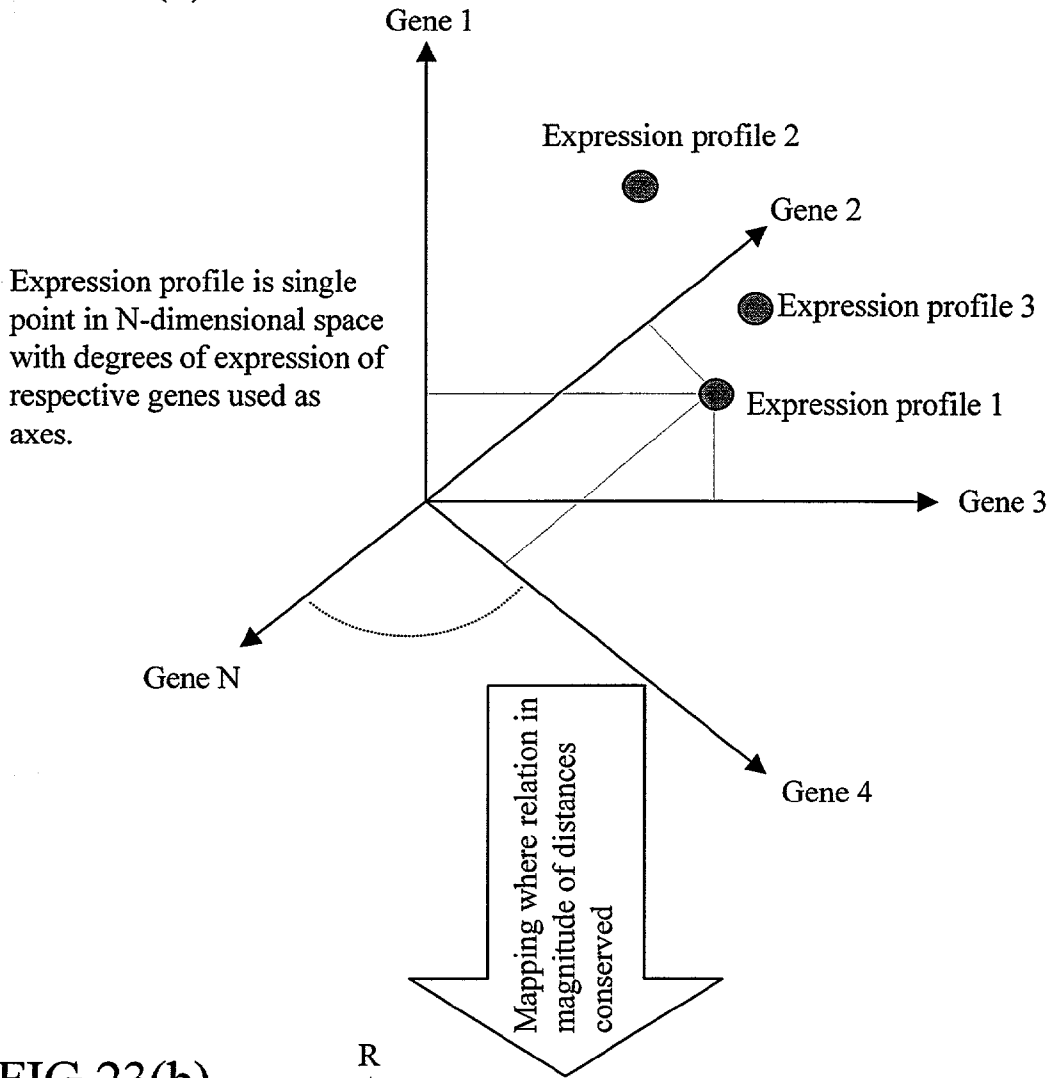 Gene 1
Expression profile 2
Gene 2
Expression profile is single
point in N-dimensional space
with degrees of expression of
respective genes used as
axes.
Expression profile 3
Expression profile 1
Gene 3
Gene N
Gene 4
Mapping where relation in
magnitude of distances
conserved
R
FIG.23(b)